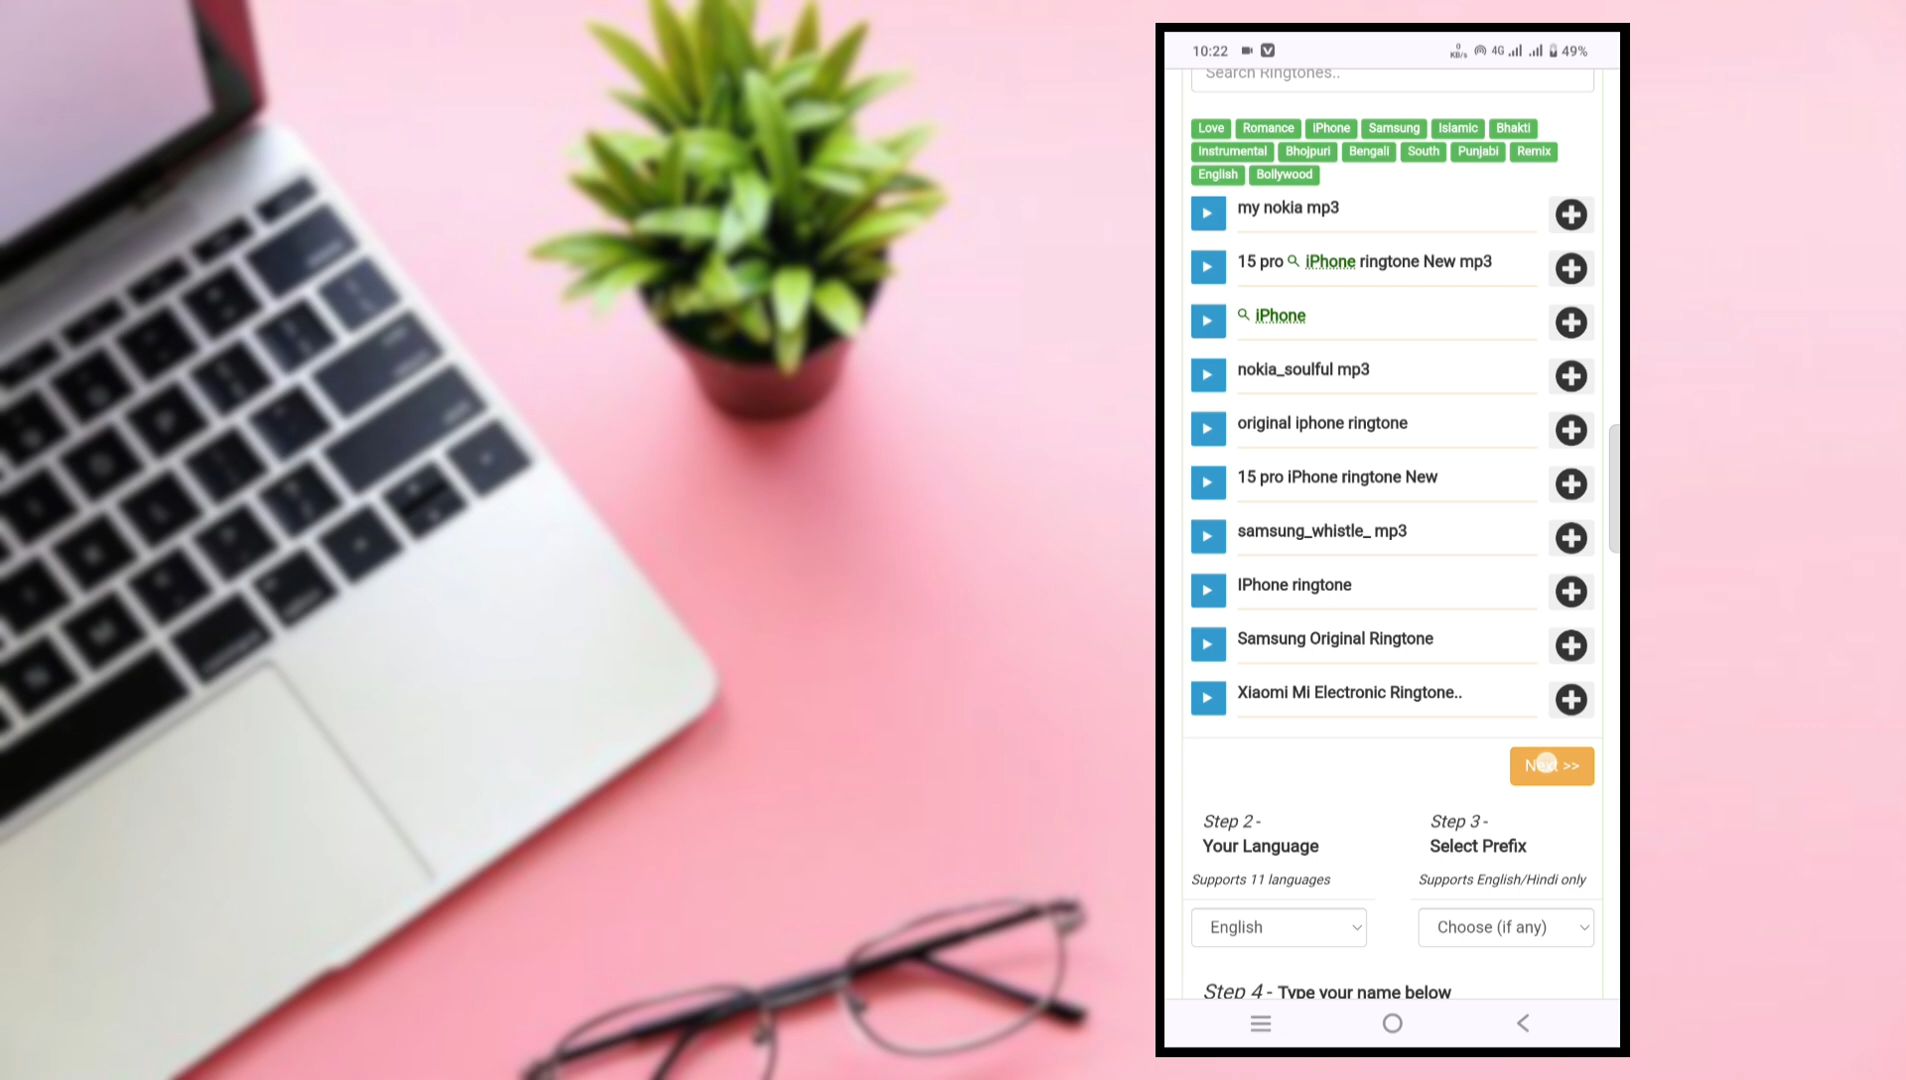 10:22
0 KB/s 4G 49%
Search Ringtones..
Love Romance iPhone Samsung Islamic Bhakti
Instrumental Bhojpuri Bengali South Punjabi Remix
English Bollywood
my nokia mp3
15 pro iPhone ringtone New mp3
iPhone
nokia_soulful mp3
original iphone ringtone
15 pro iPhone ringtone New
samsung_whistle_ mp3
IPhone ringtone
Samsung Original Ringtone
Xiaomi Mi Electronic Ringtone..
Next >>
Step 2 -
Your Language
Supports 11 languages
English
Step 3 -
Select Prefix
Supports English/Hindi only
Choose (if any)
Step 4 - Type your name below